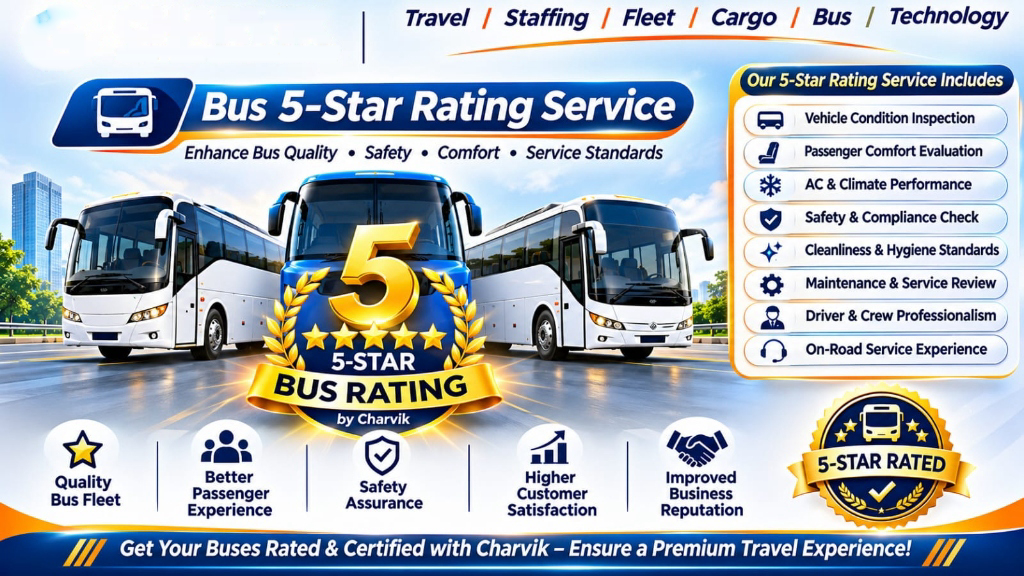 Travel / Staffing / Fleet / Cargo / Bus / Technology
Bus 5-Star Rating Service
Enhance Bus Quality • Safety • Comfort • Service Standards
Our 5-Star Rating Service Includes
Vehicle Condition Inspection
Passenger Comfort Evaluation
AC & Climate Performance
Safety & Compliance Check
Cleanliness & Hygiene Standards
Maintenance & Service Review
Driver & Crew Professionalism
On-Road Service Experience
5
5-STAR
BUS RATING
by Charvik
Quality
Bus Fleet
Better
Passenger
Experience
Safety
Assurance
Higher
Customer
Satisfaction
Improved
Business
Reputation
5-STAR RATED
Get Your Buses Rated & Certified with Charvik – Ensure a Premium Travel Experience!